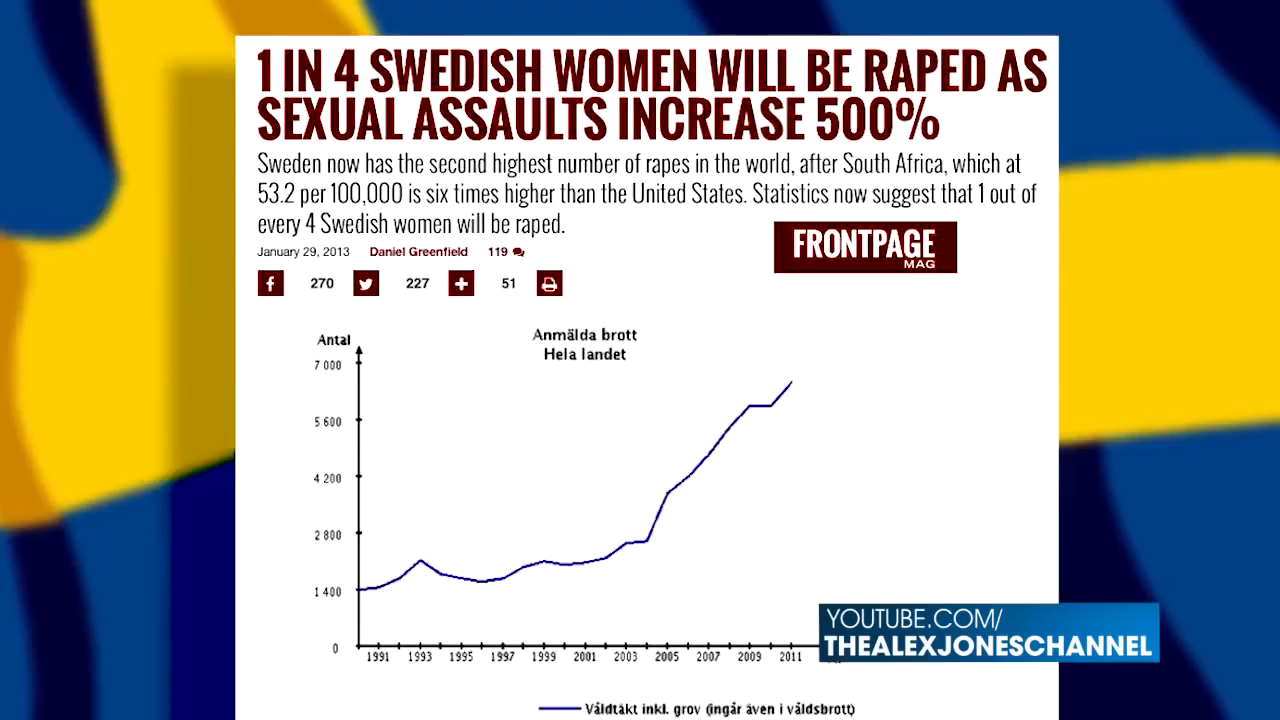 1 IN 4 SWEDISH WOMEN WILL BE RAPED AS
SEXUAL ASSAULTS INCREASE 500%
Sweden now has the second highest number of rapes in the world, after South Africa, which at
53.2 per 100,000 is six times higher than the United States. Statistics now suggest that 1 out of
every 4 Swedish women will be raped.
January 29, 2013 Daniel Greenfield 119
FRONTPAGE
MAG
270 227 51
Anmälda brott
Hela landet
Antal
7 000
5 600
4 200
2 800
1 400
0
1991 1993 1995 1997 1999 2001 2003 2005 2007 2009 2011
YOUTUBE.COM/
THEALEXJONESCHANNEL
Våldtäkt inkl. grov (ingår även i våldsbrott)